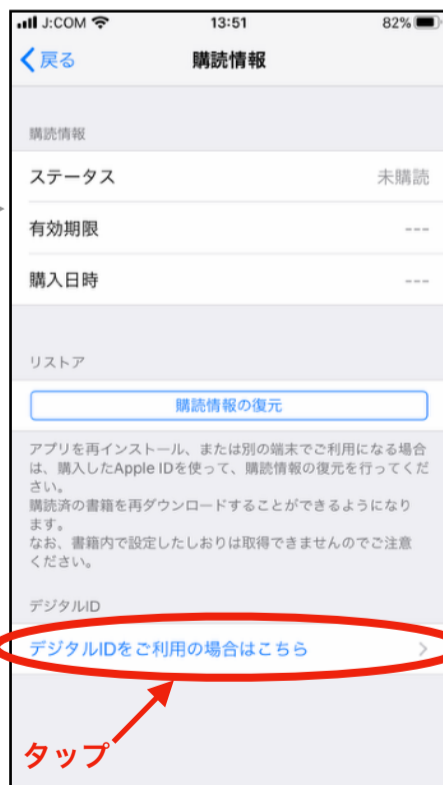 J:COM 13:51 82%
戻る 購読情報
購読情報
ステータス 未購読
有効期限 ---
購入日時 ---
リストア
購読情報の復元
アプリを再インストール、または別の端末でご利用になる場合
は、購入したApple IDを使って、購読情報の復元を行ってくだ
さい。
購読済の書籍を再ダウンロードすることができるようになり
ます。
なお、書籍内で設定したしおりは取得できませんのでご注意
ください。
デジタルID
デジタルIDをご利用の場合はこちら
タップ